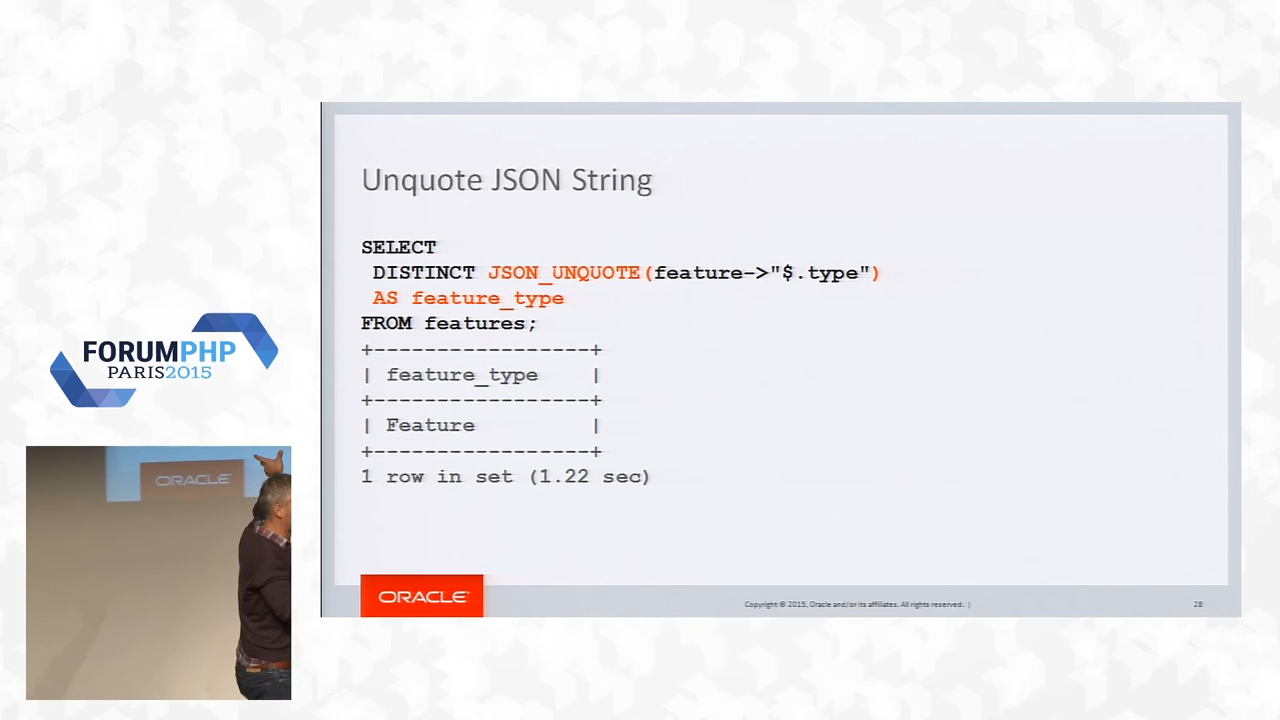 Unquote JSON String
SELECT
DISTINCT JSON_UNQUOTE(feature->"$.type")
AS feature_type
FROM features;
+-----------------+
| feature_type    |
+-----------------+
| Feature         |
+-----------------+
1 row in set (1.22 sec)
ORACLE
Copyright © 2015, Oracle and/or its affiliates. All rights reserved. |
28
FORUMPHP
PARIS2015
ORACLE